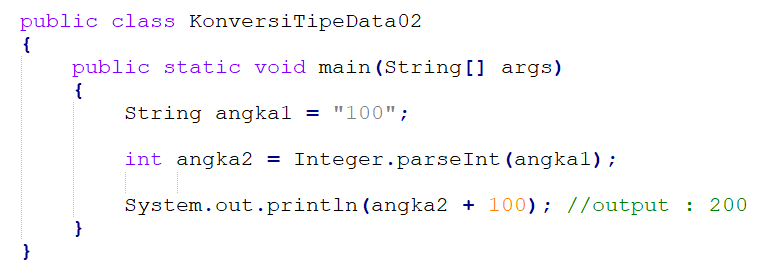 public class KonversiTipeData02
{
public static void main(String[] args)
{
String angka1 = "100";
int angka2 = Integer.parseInt(angka1);
System.out.println(angka2 + 100); //output : 200
}
}